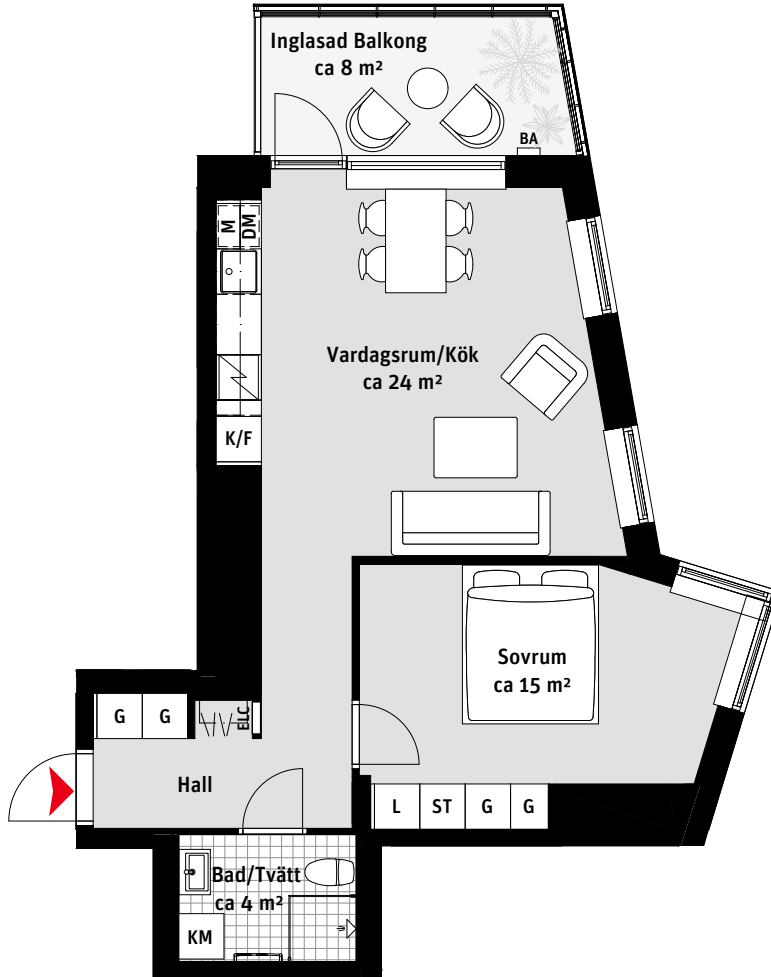 Inglasad Balkong
ca 8 m²
BA
M
DM
Vardagsrum/Kök
ca 24 m²
K/F
Sovrum
ca 15 m²
G
G
ELC
Hall
L
ST
G
G
Bad/Tvätt
ca 4 m²
KM